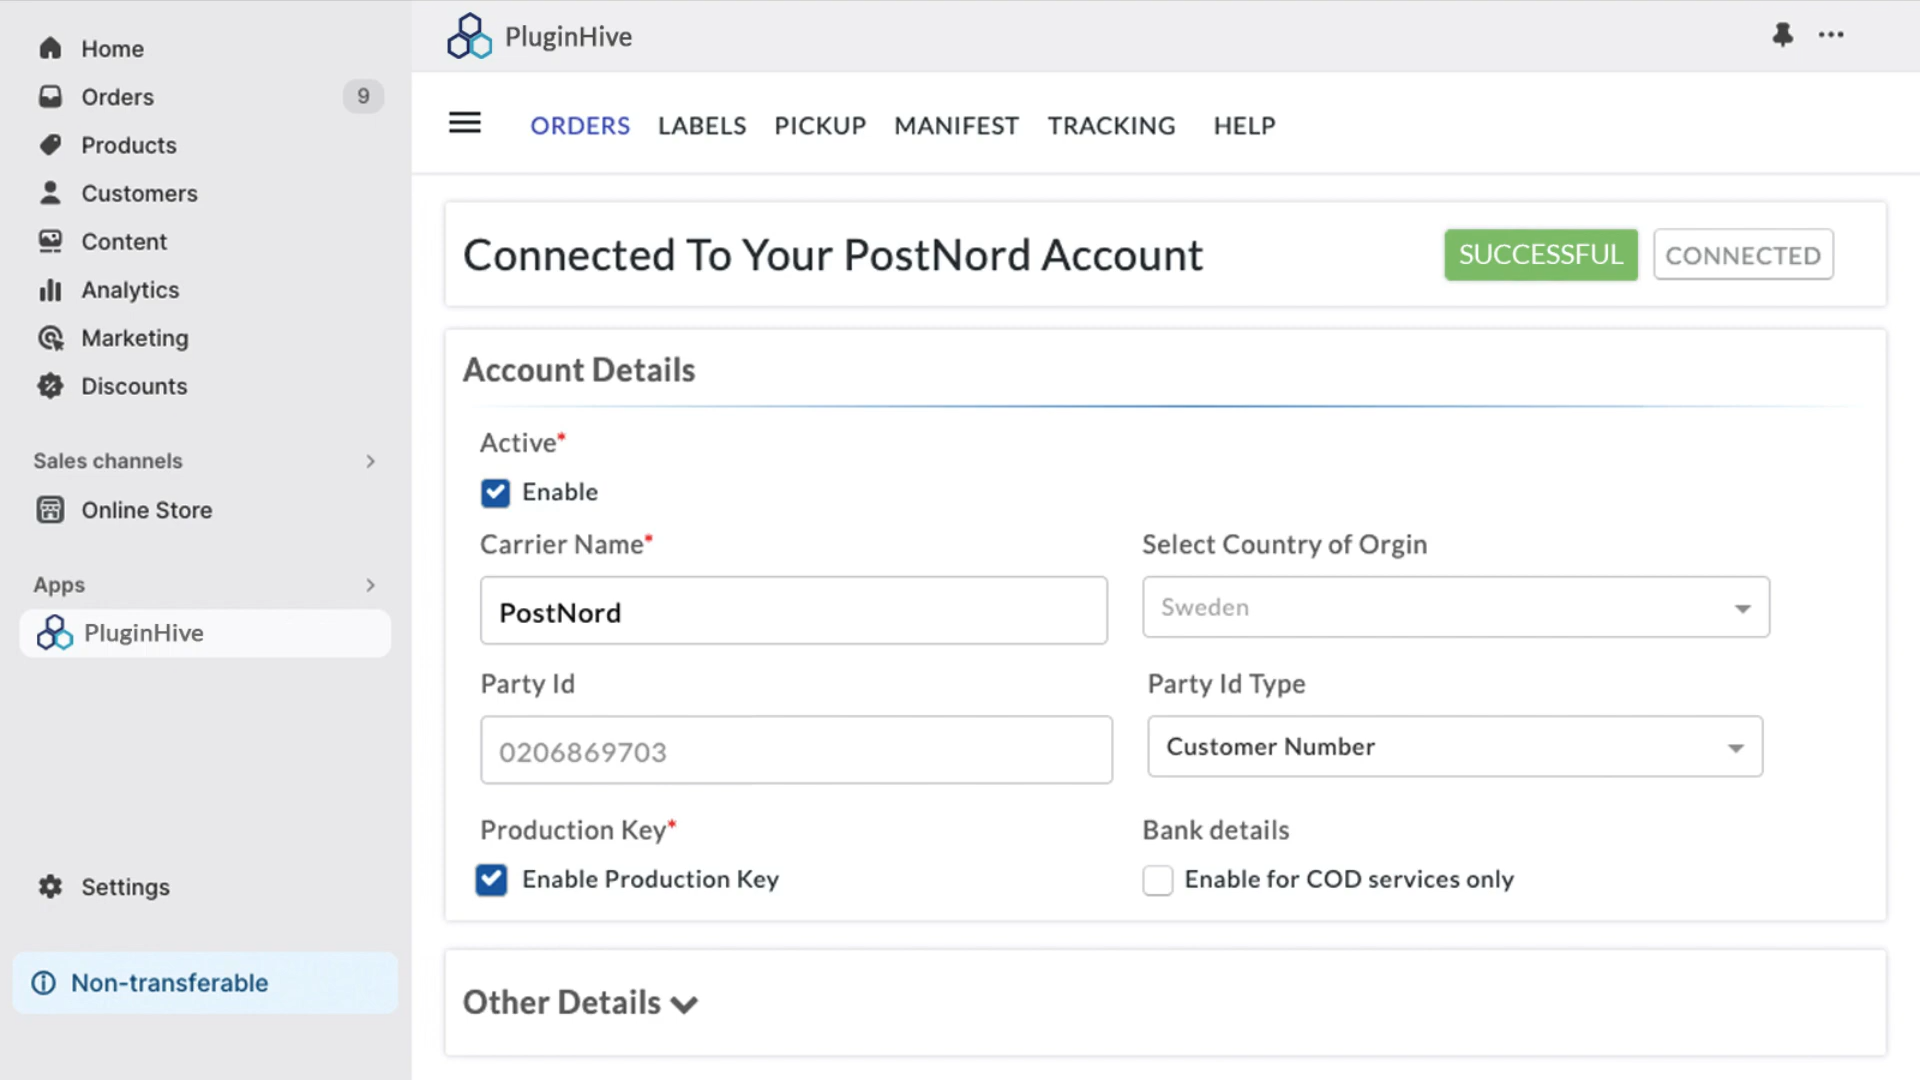 Home
Orders 9
Products
Customers
Content
Analytics
Marketing
Discounts
Sales channels
Online Store
Apps
PluginHive
Settings
Non-transferable
PluginHive
ORDERS LABELS PICKUP MANIFEST TRACKING HELP
Connected To Your PostNord Account SUCCESSFUL CONNECTED
Account Details
Active*
Enable
Carrier Name* Select Country of Orgin
PostNord Sweden
Party Id Party Id Type
0206869703 Customer Number
Production Key* Bank details
Enable Production Key Enable for COD services only
Other Details